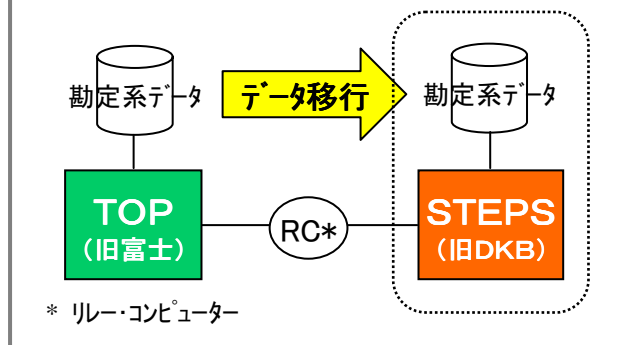 勘定系データ
データ移行
勘定系データ
TOP
(旧富士)
RC*
STEPS
(旧DKB)
* リレー・コンピューター